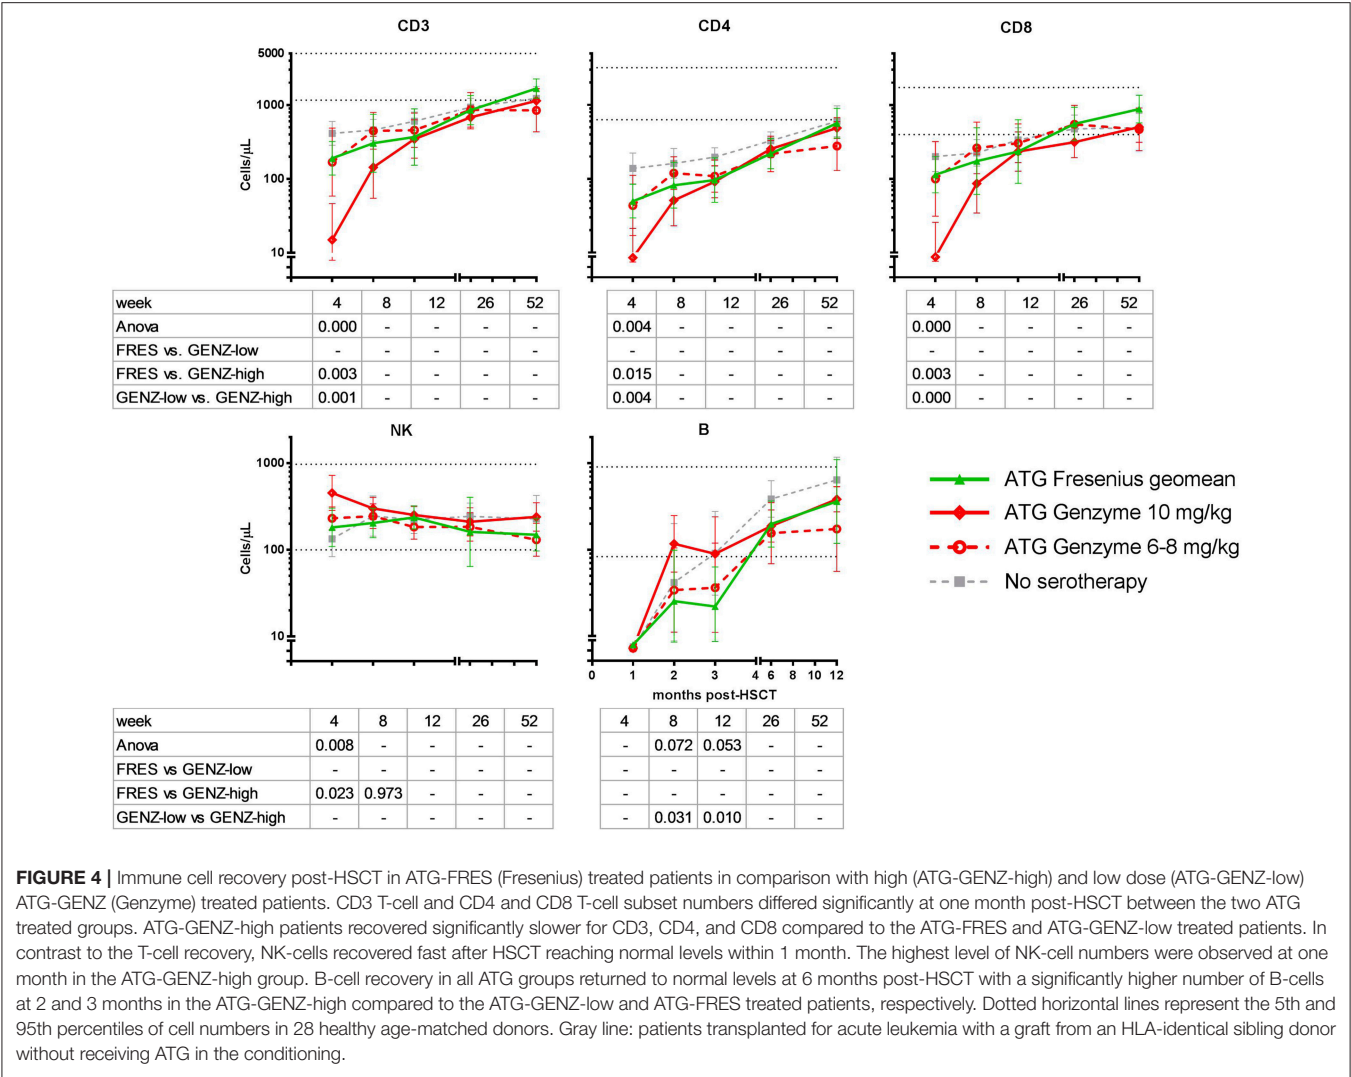 CD3
CD4
CD8
5000
1000
100
10
Cells/µL
week 4 8 12 26 52
Anova 0.000 - - - -
FRES vs. GENZ-low - - - - -
FRES vs. GENZ-high 0.003 - - - -
GENZ-low vs. GENZ-high 0.001 - - - -
4 8 12 26 52
0.004 - - - -
- - - - -
0.015 - - - -
0.004 - - - -
4 8 12 26 52
0.000 - - - -
- - - - -
0.003 - - - -
0.000 - - - -
NK
B
1000
100
10
Cells/µL
0 1 2 3 4 6 8 10 12
months post-HSCT
ATG Fresenius geomean
ATG Genzyme 10 mg/kg
ATG Genzyme 6-8 mg/kg
No serotherapy
week 4 8 12 26 52
Anova 0.008 - - - -
FRES vs GENZ-low - - - - -
FRES vs GENZ-high 0.023 0.973 - - -
GENZ-low vs GENZ-high - - - - -
4 8 12 26 52
- 0.072 0.053 - -
- - - - -
- - - - -
- 0.031 0.010 - -
FIGURE 4 | Immune cell recovery post-HSCT in ATG-FRES (Fresenius) treated patients in comparison with high (ATG-GENZ-high) and low dose (ATG-GENZ-low)
ATG-GENZ (Genzyme) treated patients. CD3 T-cell and CD4 and CD8 T-cell subset numbers differed significantly at one month post-HSCT between the two ATG
treated groups. ATG-GENZ-high patients recovered significantly slower for CD3, CD4, and CD8 compared to the ATG-FRES and ATG-GENZ-low treated patients. In
contrast to the T-cell recovery, NK-cells recovered fast after HSCT reaching normal levels within 1 month. The highest level of NK-cell numbers were observed at one
month in the ATG-GENZ-high group. B-cell recovery in all ATG groups returned to normal levels at 6 months post-HSCT with a significantly higher number of B-cells
at 2 and 3 months in the ATG-GENZ-high compared to the ATG-GENZ-low and ATG-FRES treated patients, respectively. Dotted horizontal lines represent the 5th and
95th percentiles of cell numbers in 28 healthy age-matched donors. Gray line: patients transplanted for acute leukemia with a graft from an HLA-identical sibling donor
without receiving ATG in the conditioning.